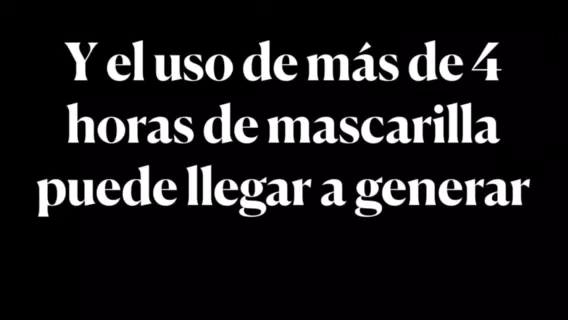 Y el uso de más de 4
horas de mascarilla
puede llegar a generar